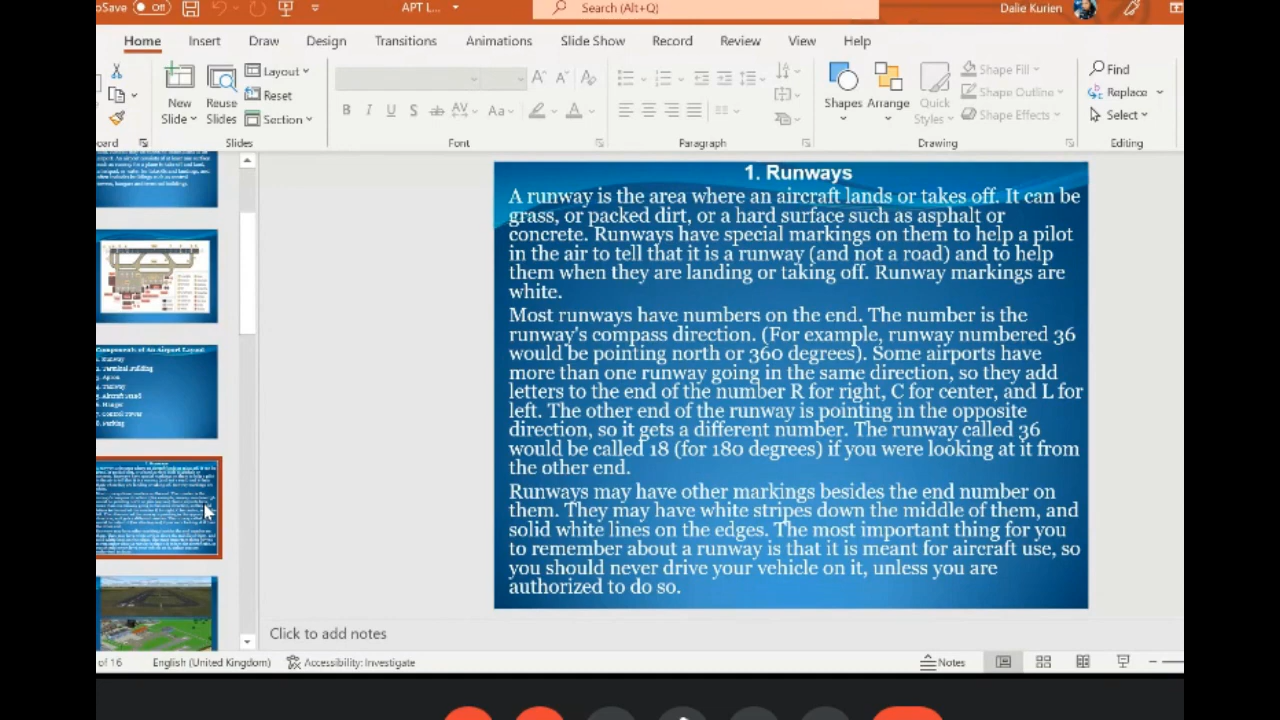 oSave Off APT L... Search (Alt+Q) Dalie Kurien
Home Insert Draw Design Transitions Animations Slide Show Record Review View Help
New Slide Reuse Slides Layout Reset Section
Shapes Arrange Quick Styles Shape Fill Shape Outline Shape Effects
Find Replace Select
oard Slides Font Paragraph Drawing Editing
Components of An Airport Layout
1. Runways
A runway is the area where an aircraft lands or takes off. It can be
grass, or packed dirt, or a hard surface such as asphalt or
concrete. Runways have special markings on them to help a pilot
in the air to tell that it is a runway (and not a road) and to help
them when they are landing or taking off. Runway markings are
white.
Most runways have numbers on the end. The number is the
runway's compass direction. (For example, runway numbered 36
would be pointing north or 360 degrees). Some airports have
more than one runway going in the same direction, so they add
letters to the end of the number R for right, C for center, and L for
left. The other end of the runway is pointing in the opposite
direction, so it gets a different number. The runway called 36
would be called 18 (for 180 degrees) if you were looking at it from
the other end.
Runways may have other markings besides the end number on
them. They may have white stripes down the middle of them, and
solid white lines on the edges. The most important thing for you
to remember about a runway is that it is meant for aircraft use, so
you should never drive your vehicle on it, unless you are
authorized to do so.
Click to add notes
of 16 English (United Kingdom) Accessibility: Investigate Notes